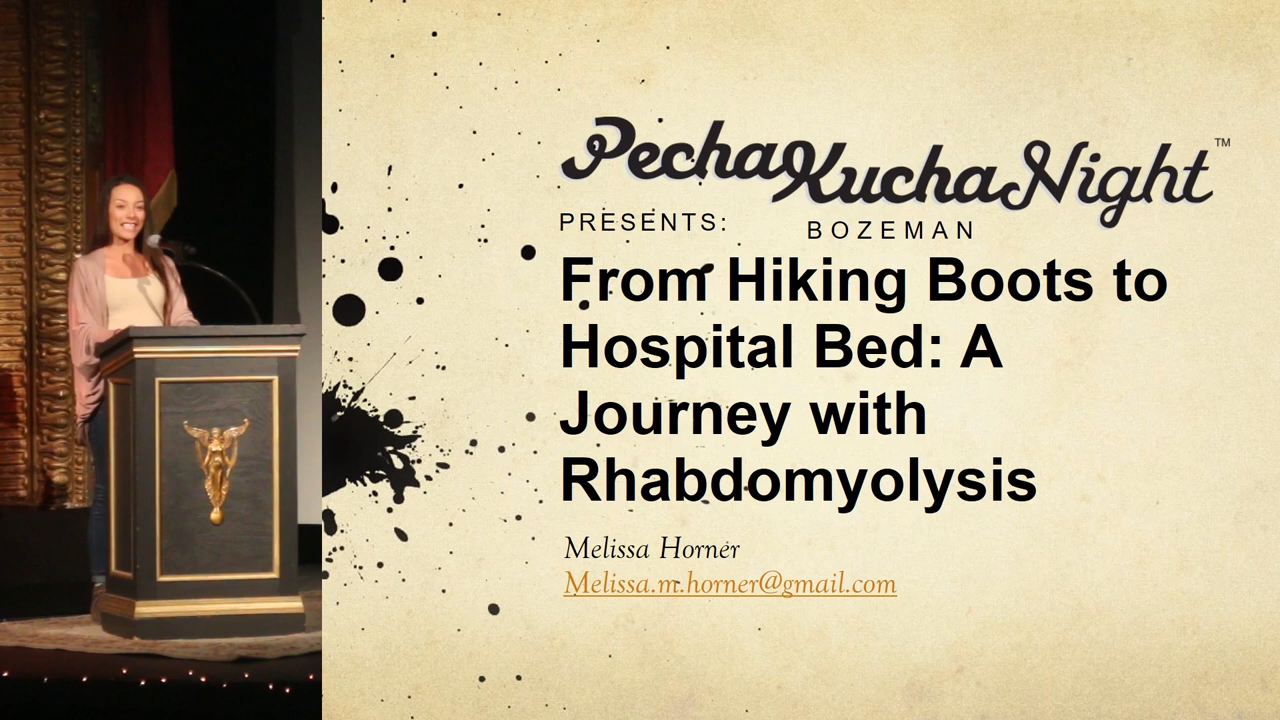 PechaKuchaNight™
PRESENTS:
BOZEMAN
From Hiking Boots to
Hospital Bed: A
Journey with
Rhabdomyolysis
Melissa Horner
Melissa.m.horner@gmail.com